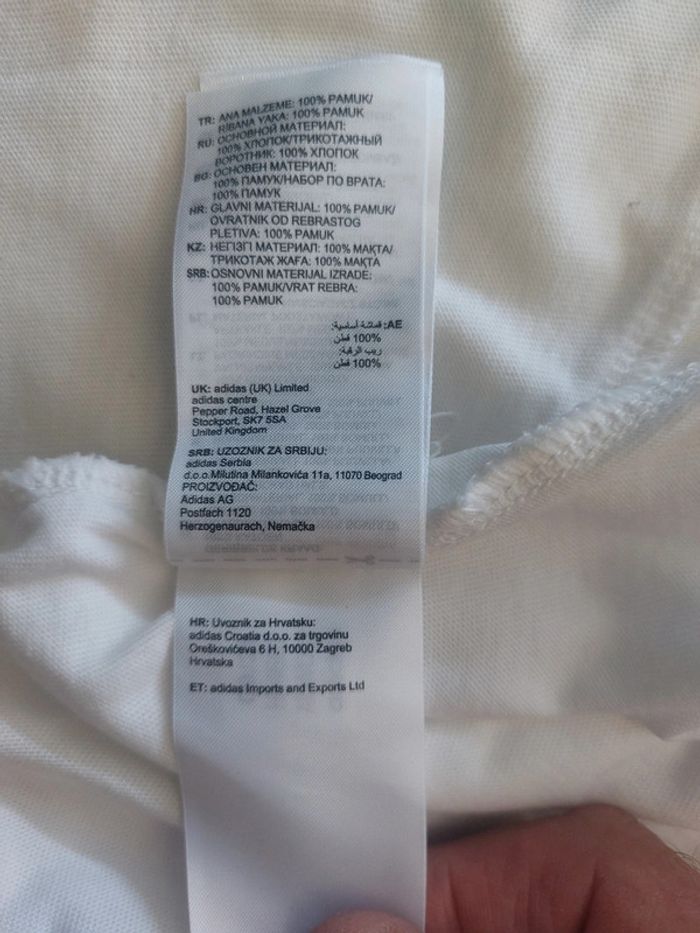 TR: ANA MALZEME: 100% PAMUK/
RİBANA YAKA: 100% PAMUK
RU: ОСНОВНОЙ МАТЕРИАЛ:
100% ХЛОПОК/ТРИКОТАЖНЫЙ
ВОРОТНИК: 100% ХЛОПОК
BG: ОСНОВЕН МАТЕРИАЛ:
100% ПАМУК/НАБОР ПО ВРАТА:
100% ПАМУК
HR: GLAVNI MATERIJAL: 100% PAMUK/
OVRATNIK OD REBRASTOG
PLETIVA: 100% PAMUK
KZ: НЕГІЗГІ МАТЕРИАЛ: 100% МАҚТА/
ТРИКОТАЖ ЖАҒА: 100% МАҚТА
SRB: OSNOVNI MATERIJAL IZRADE:
100% PAMUK/VRAT REBRA:
100% PAMUK
AE: قماشة أساسية:
100% قطن
ريب الرقبة:
100% قطن
UK: adidas (UK) Limited
adidas centre
Pepper Road, Hazel Grove
Stockport, SK7 5SA
United Kingdom
SRB: UZOZNIK ZA SRBIJU:
adidas Serbia
d.o.o.Milutina Milankovića 11a, 11070 Beograd
PROIZVOĐAČ:
Adidas AG
Postfach 1120
Herzogenaurach, Nemačka
HR: Uvoznik za Hrvatsku:
adidas Croatia d.o.o. za trgovinu
Oreškovićeva 6 H, 10000 Zagreb
Hrvatska
ET: adidas Imports and Exports Ltd